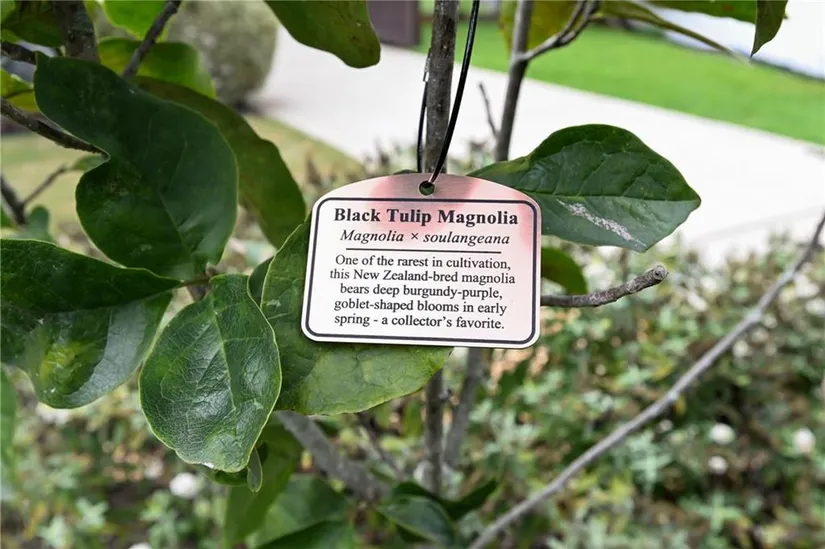 Black Tulip Magnolia
Magnolia × soulangeana
One of the rarest in cultivation,
this New Zealand-bred magnolia
bears deep burgundy-purple,
goblet-shaped blooms in early
spring - a collector's favorite.